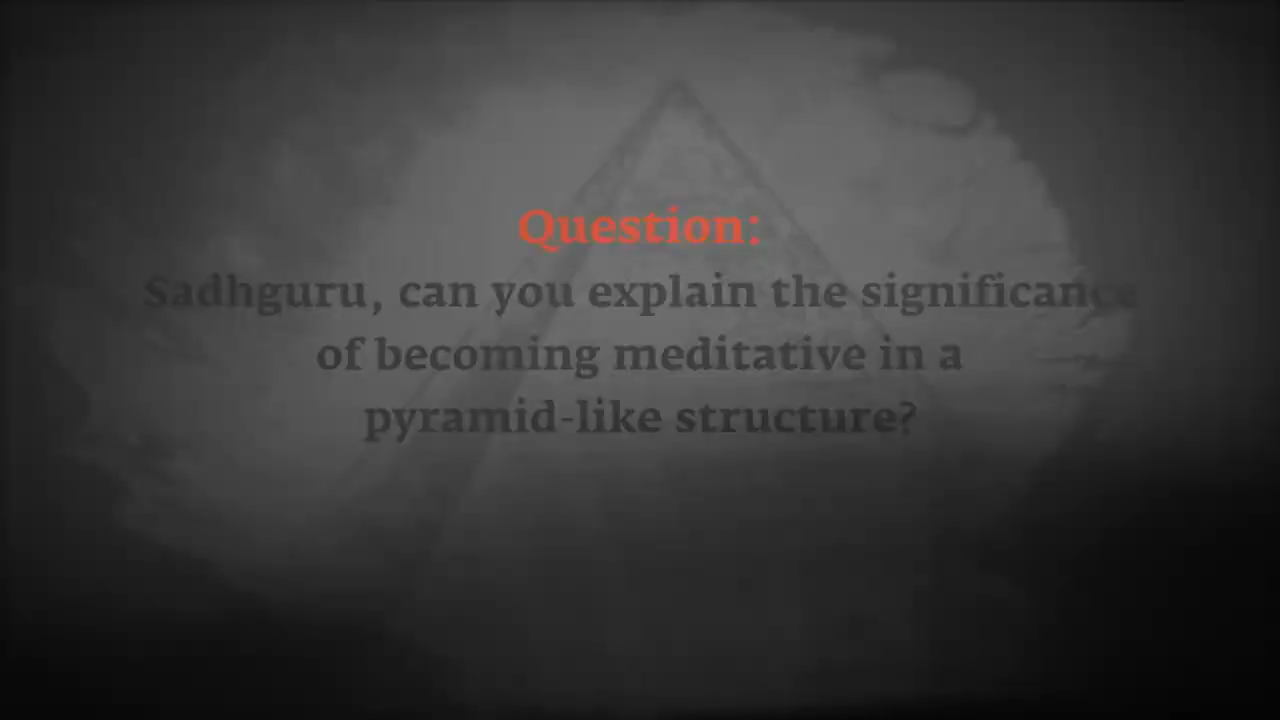 Question:
Sadhguru, can you explain the significance
of becoming meditative in a
pyramid-like structure?